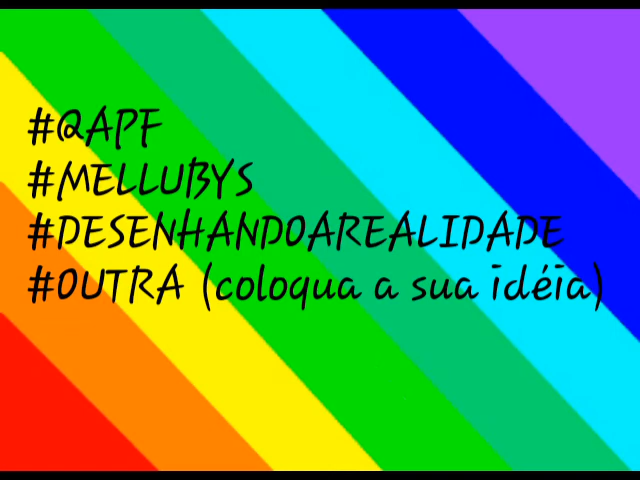 #QAPF
#MELLUBYS
#DESENHANDOAREALIDADE
#OUTRA (coloqua a sua idéia)